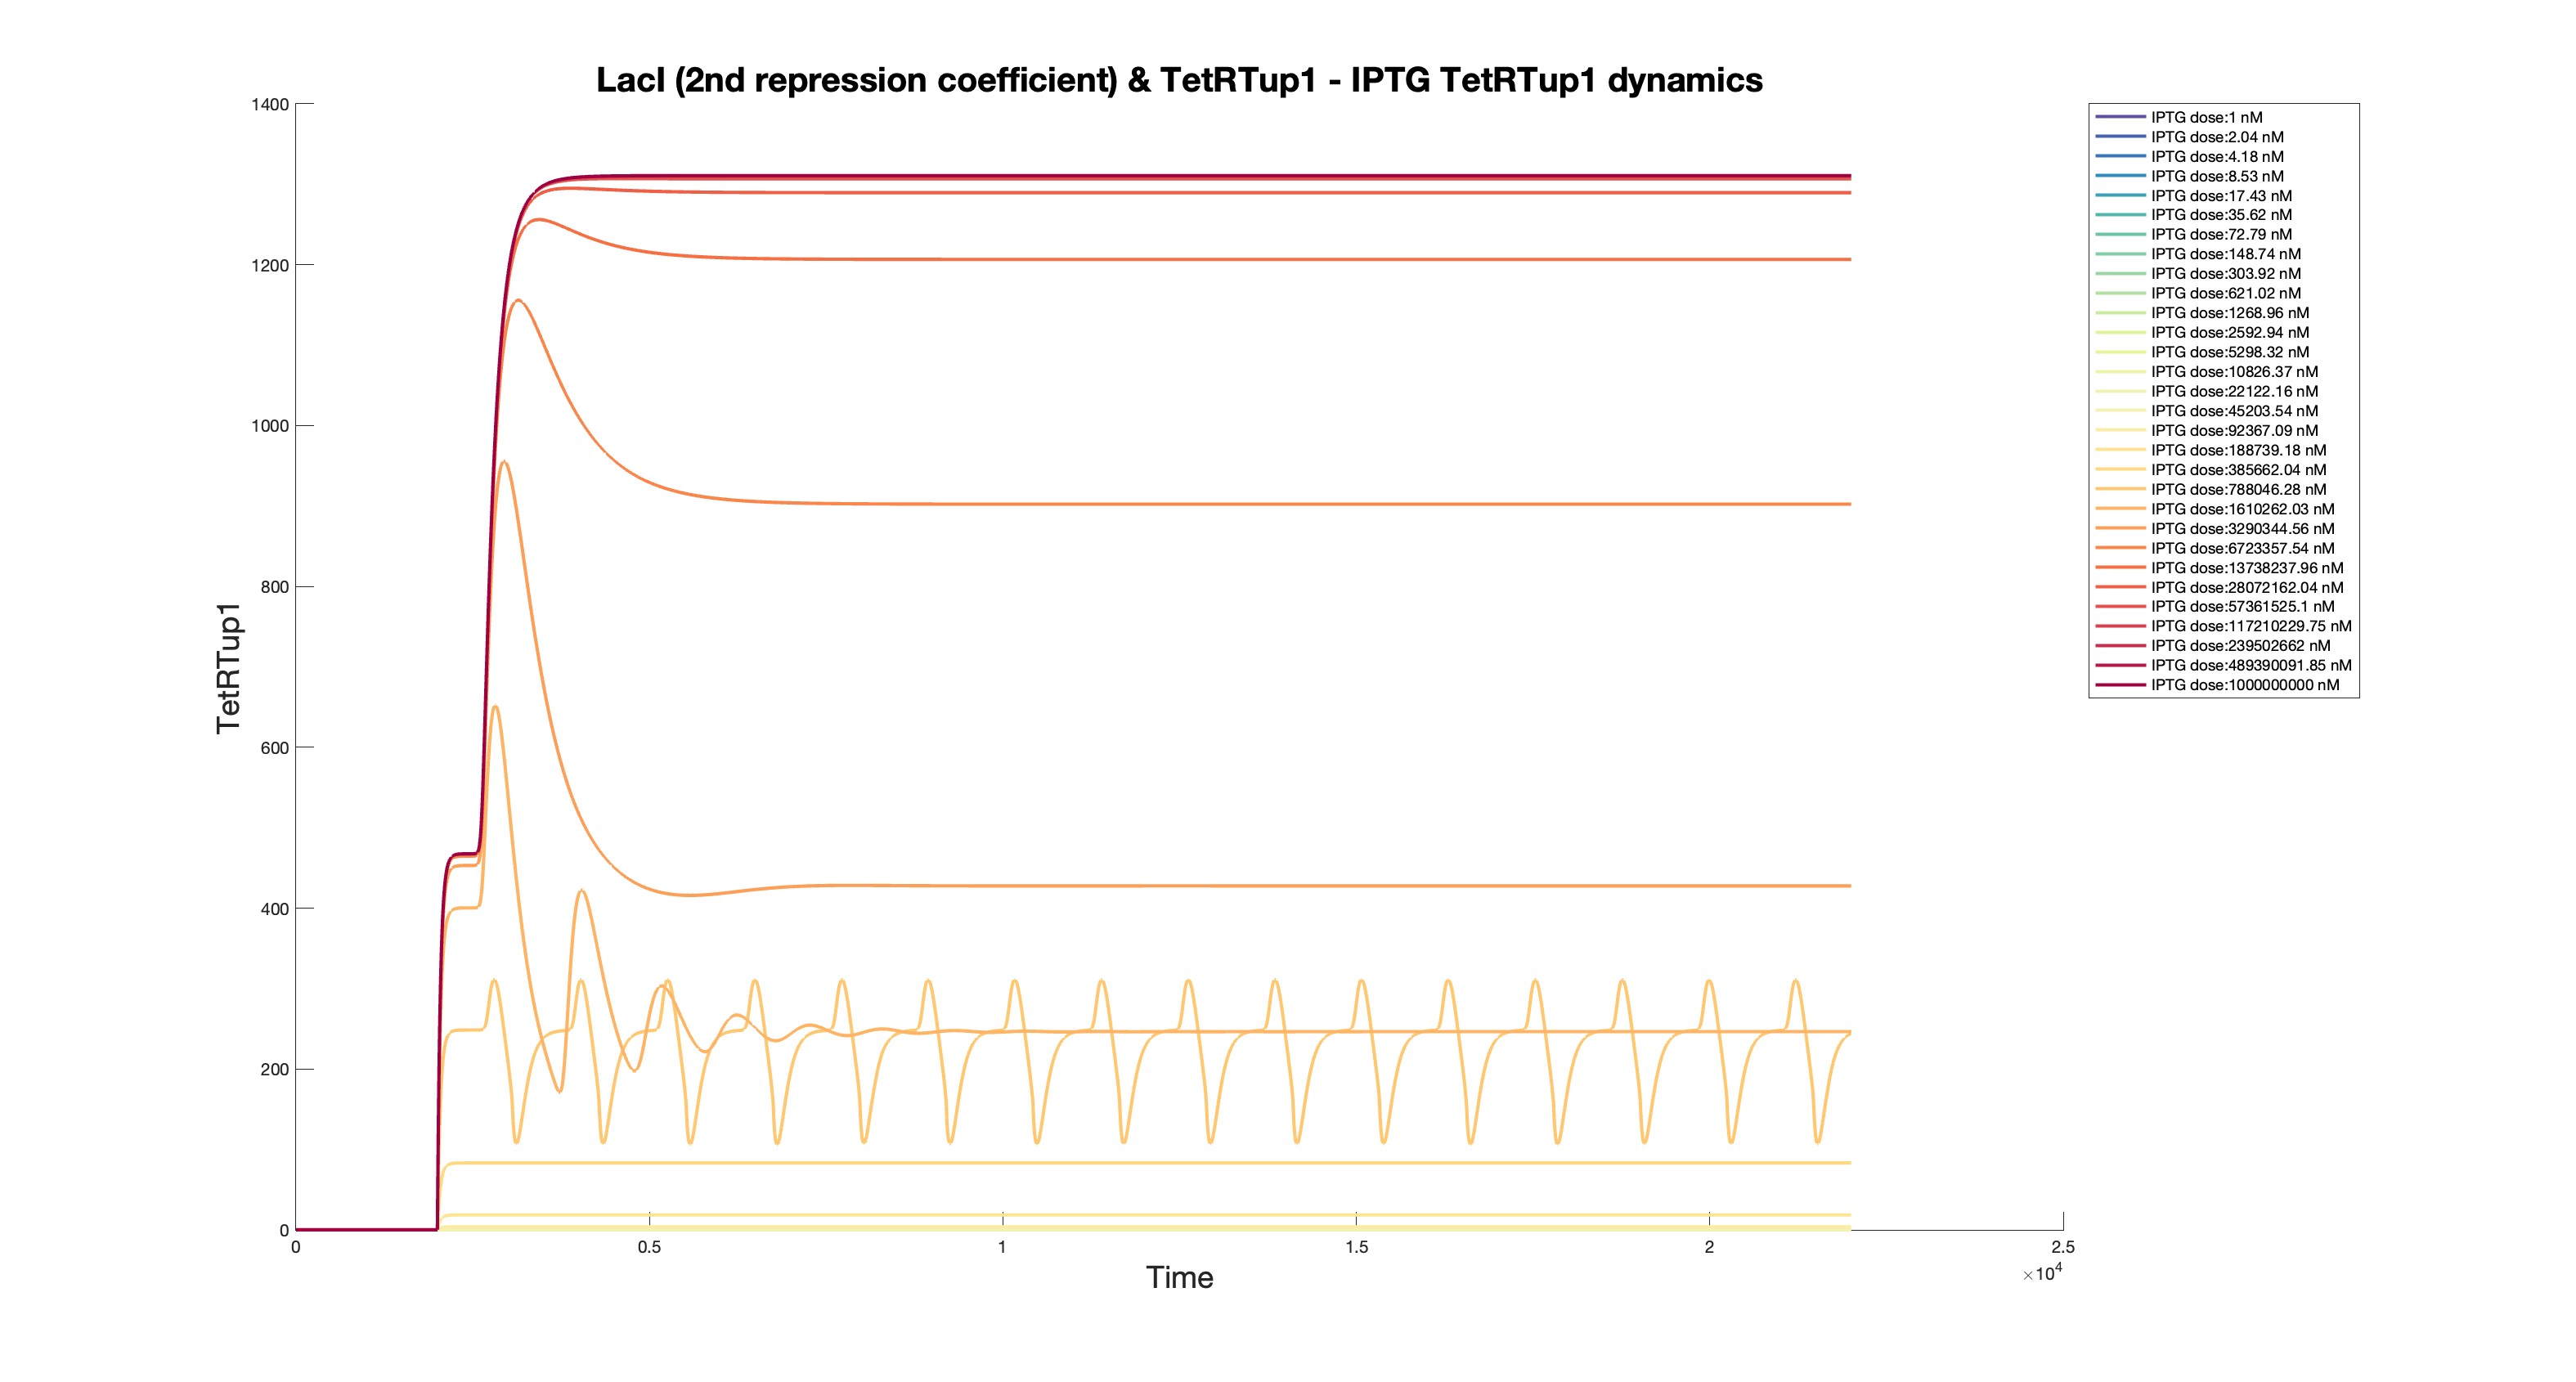 LacI (2nd repression coefficient) & TetRTup1 - IPTG TetRTup1 dynamics
1400
1200
1000
800
600
400
200
0
TetRTup1
0 0.5 1 1.5 2 2.5
×10^4
Time
IPTG dose:1 nM
IPTG dose:2.04 nM
IPTG dose:4.18 nM
IPTG dose:8.53 nM
IPTG dose:17.43 nM
IPTG dose:35.62 nM
IPTG dose:72.79 nM
IPTG dose:148.74 nM
IPTG dose:303.92 nM
IPTG dose:621.02 nM
IPTG dose:1268.96 nM
IPTG dose:2592.94 nM
IPTG dose:5298.32 nM
IPTG dose:10826.37 nM
IPTG dose:22122.16 nM
IPTG dose:45203.54 nM
IPTG dose:92367.09 nM
IPTG dose:188739.18 nM
IPTG dose:385662.04 nM
IPTG dose:788046.28 nM
IPTG dose:1610262.03 nM
IPTG dose:3290344.56 nM
IPTG dose:6723357.54 nM
IPTG dose:13738237.96 nM
IPTG dose:28072162.04 nM
IPTG dose:57361525.1 nM
IPTG dose:117210229.75 nM
IPTG dose:239502662 nM
IPTG dose:489390091.85 nM
IPTG dose:1000000000 nM